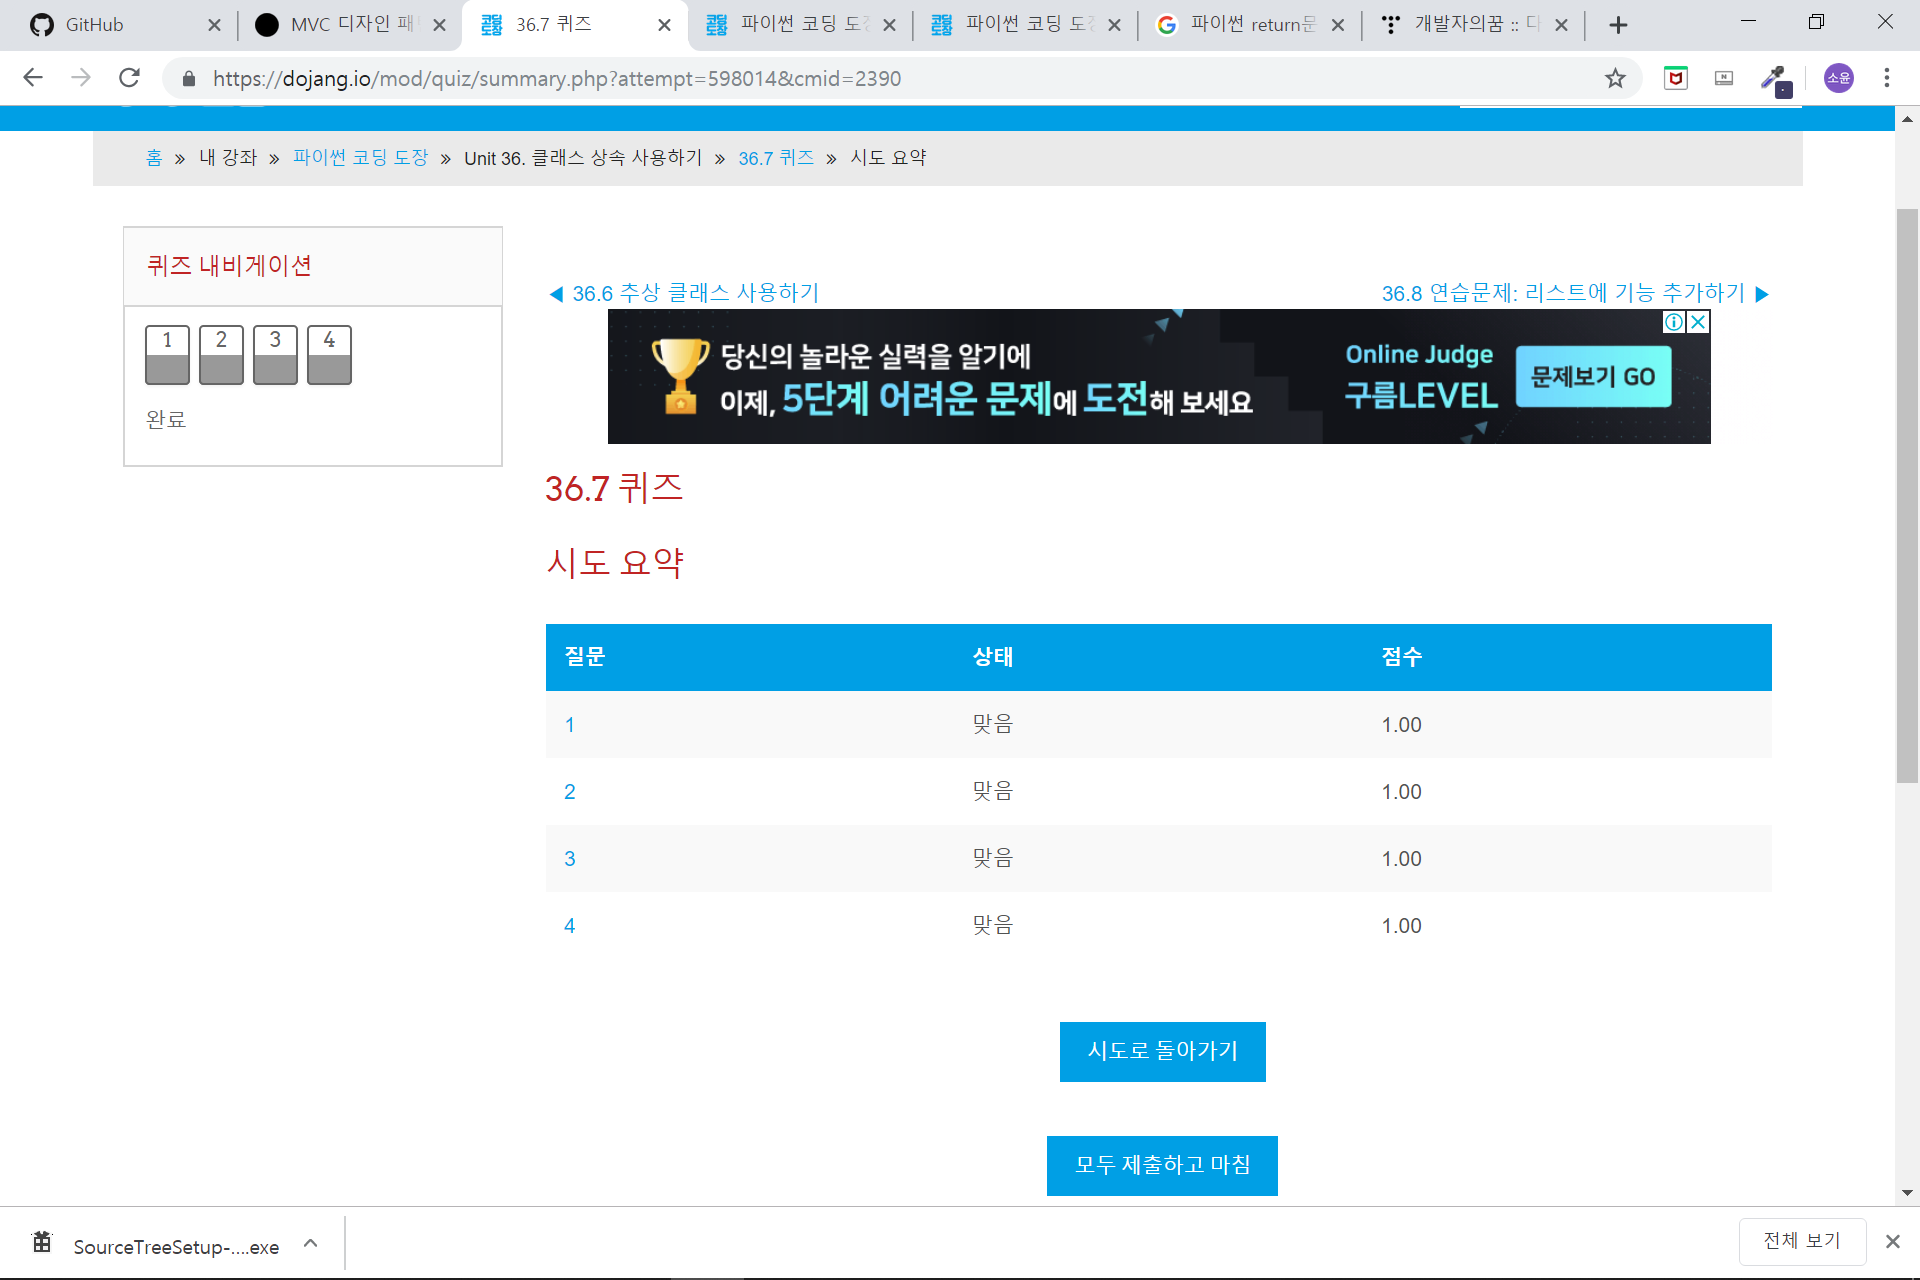 GitHub
MVC 디자인 패
36.7 퀴즈
파이썬 코딩 도장
파이썬 코딩 도장
파이썬 return문
개발자의꿈 :: 다
https://dojang.io/mod/quiz/summary.php?attempt=598014&cmid=2390
소윤
홈 » 내 강좌 » 파이썬 코딩 도장 » Unit 36. 클래스 상속 사용하기 » 36.7 퀴즈 » 시도 요약
퀴즈 내비게이션
1 2 3 4
완료
◀ 36.6 추상 클래스 사용하기
36.8 연습문제: 리스트에 기능 추가하기 ▶
당신의 놀라운 실력을 알기에
이제, 5단계 어려운 문제에 도전해 보세요
Online Judge
구름LEVEL
문제보기 GO
36.7 퀴즈
시도 요약
질문 상태 점수
1 맞음 1.00
2 맞음 1.00
3 맞음 1.00
4 맞음 1.00
시도로 돌아가기
모두 제출하고 마침
SourceTreeSetup-....exe
전체 보기